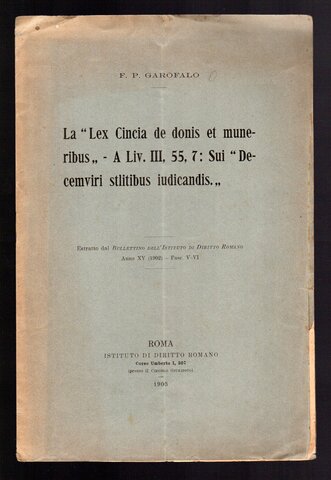 F. P. GAROFALO
La “Lex Cincia de donis et mune-
ribus„ - A Liv. III, 55, 7: Sui “De-
cemviri stlitibus iudicandis.„
Estratto dal BULLETTINO DELL'ISTITUTO DI DIRITTO ROMANO
Anno XV (1902) - Fasc. V-VI
ROMA
ISTITUTO DI DIRITTO ROMANO
Corso Umberto I, 307
(presso il CIRCOLO GIURIDICO)
1903